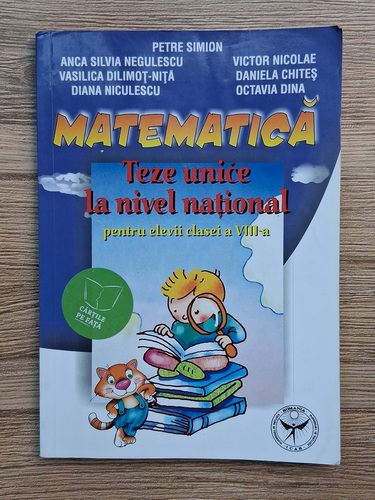 PETRE SIMION
ANCA SILVIA NEGULESCU VICTOR NICOLAE
VASILICA DILIMOȚ-NIȚĂ DANIELA CHITEȘ
DIANA NICULESCU OCTAVIA DINA
MATEMATICĂ
Teze unice
la nivel național
pentru elevii clasei a VIII-a
CĂRȚILE
PE FAȚĂ
ROMANIA
I.C.A.R.